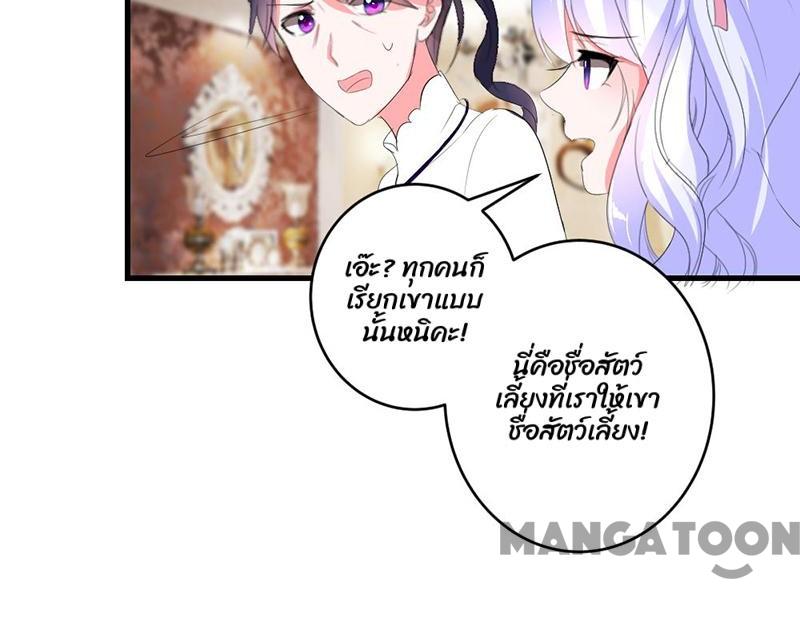 เอ๊ะ? ทุกคนก็
เรียกเขาแบบ
นั้นหนิคะ!
นี่คือชื่อสัตว์
เลี้ยงที่เราให้เขา
ชื่อสัตว์เลี้ยง!
MANGATOON